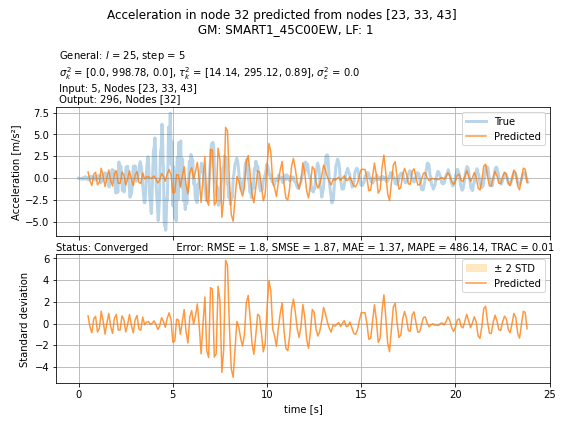 Acceleration in node 32 predicted from nodes [23, 33, 43]
GM: SMART1_45C00EW, LF: 1
General: l = 25, step = 5
σ²ₖ = [0.0, 998.78, 0.0], τ²ₖ = [14.14, 295.12, 0.89], σ²ε = 0.0
Input: 5, Nodes [23, 33, 43]
Output: 296, Nodes [32]
7.5
5.0
2.5
0.0
−2.5
−5.0
Acceleration [m/s²]
True
Predicted
Status: Converged Error: RMSE = 1.8, SMSE = 1.87, MAE = 1.37, MAPE = 486.14, TRAC = 0.01
6
4
2
0
−2
−4
Standard deviation
± 2 STD
Predicted
0 5 10 15 20 25
time [s]